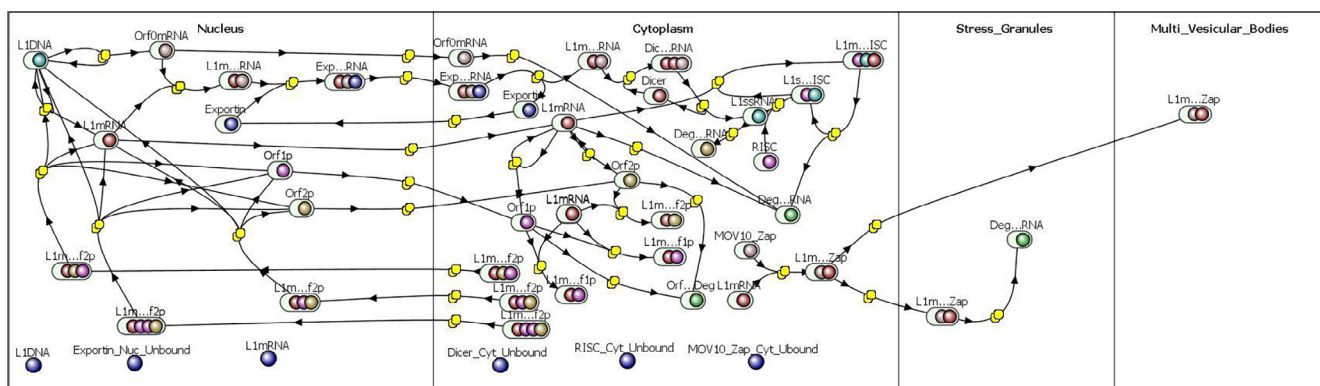 Nucleus
Cytoplasm
Stress_Granules
Multi_Vesicular_Bodies
L1DNA
Orf0mRNA
L1m...RNA
Exp...RNA
Exportin
L1mRNA
Orf1p
Orf2p
L1m...f2p
L1m...f2p
L1m...f2p
L1DNA
Exportin_Nuc_Unbound
L1mRNA
Orf0mRNA
Exp...RNA
Exportin
L1m...RNA
Dic...RNA
Dicer
L1m...ISC
L1s...ISC
L1ssRNA
Deg...RNA
RISC
L1mRNA
Orf2p
Orf1p
L1mRNA
L1m...f2p
L1m...f1p
L1m...f1p
Deg...RNA
Orf...Deg
MOV10_Zap
L1mRNA
L1m...Zap
L1m...f2p
L1m...f2p
L1m...f2p
Dicer_Cyt_Unbound
RISC_Cyt_Unbound
MOV10_Zap_Cyt_Ubound
L1m...Zap
Deg...RNA
L1m...Zap